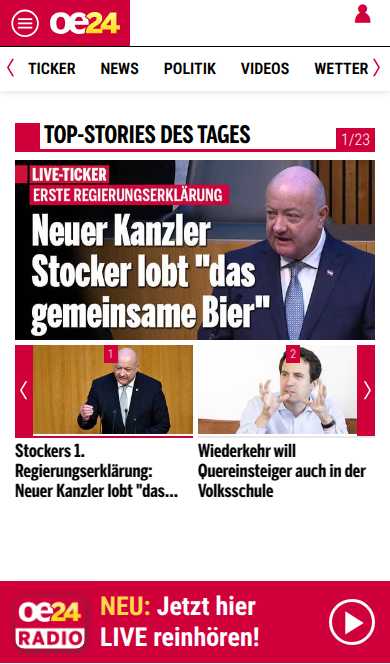 oe24
TICKER NEWS POLITIK VIDEOS WETTER
TOP-STORIES DES TAGES
1/23
LIVE-TICKER
ERSTE REGIERUNGSERKLÄRUNG
Neuer Kanzler
Stocker lobt "das
gemeinsame Bier"
1
2
Stockers 1.
Regierungserklärung:
Neuer Kanzler lobt "das...
Wiederkehr will
Quereinsteiger auch in der
Volksschule
oe24
RADIO
NEU: Jetzt hier
LIVE reinhören!